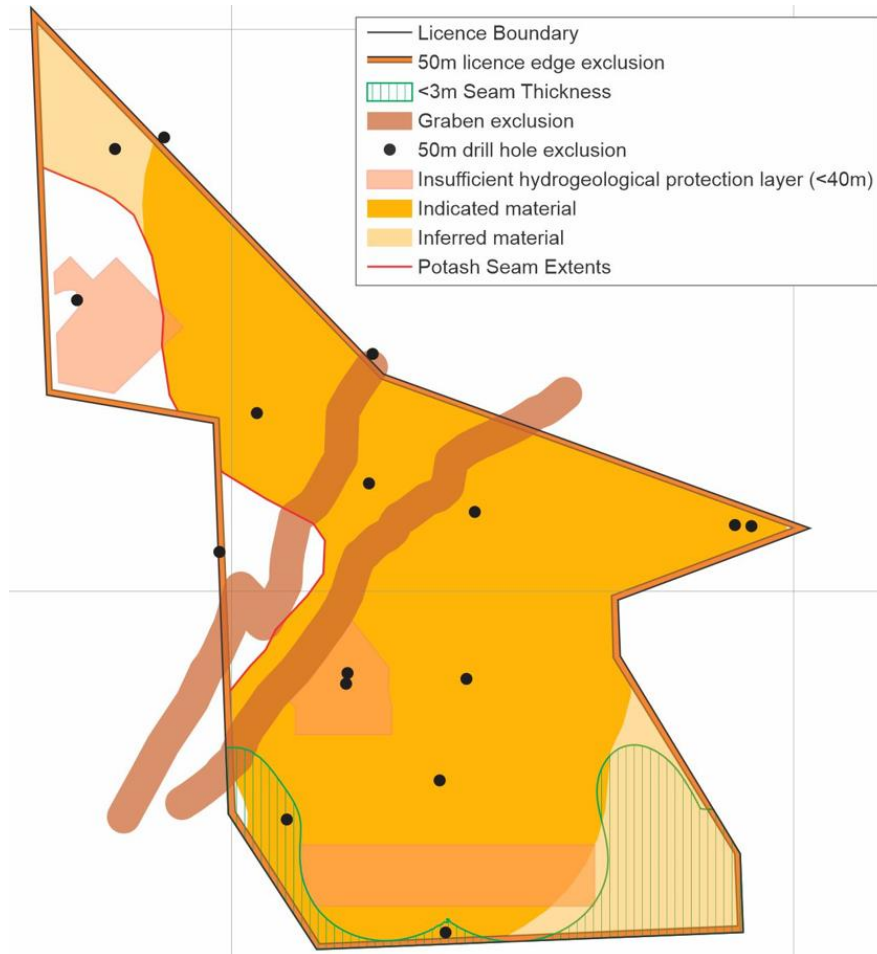 Licence Boundary
50m licence edge exclusion
<3m Seam Thickness
Graben exclusion
50m drill hole exclusion
Insufficient hydrogeological protection layer (<40m)
Indicated material
Inferred material
Potash Seam Extents